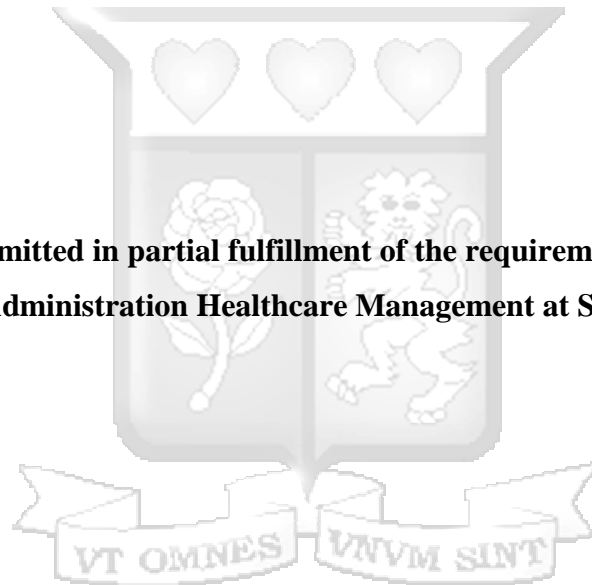 mitted in partial fulfillment of the requirem
dministration Healthcare Management at S
VT OMNES VNVM SINT